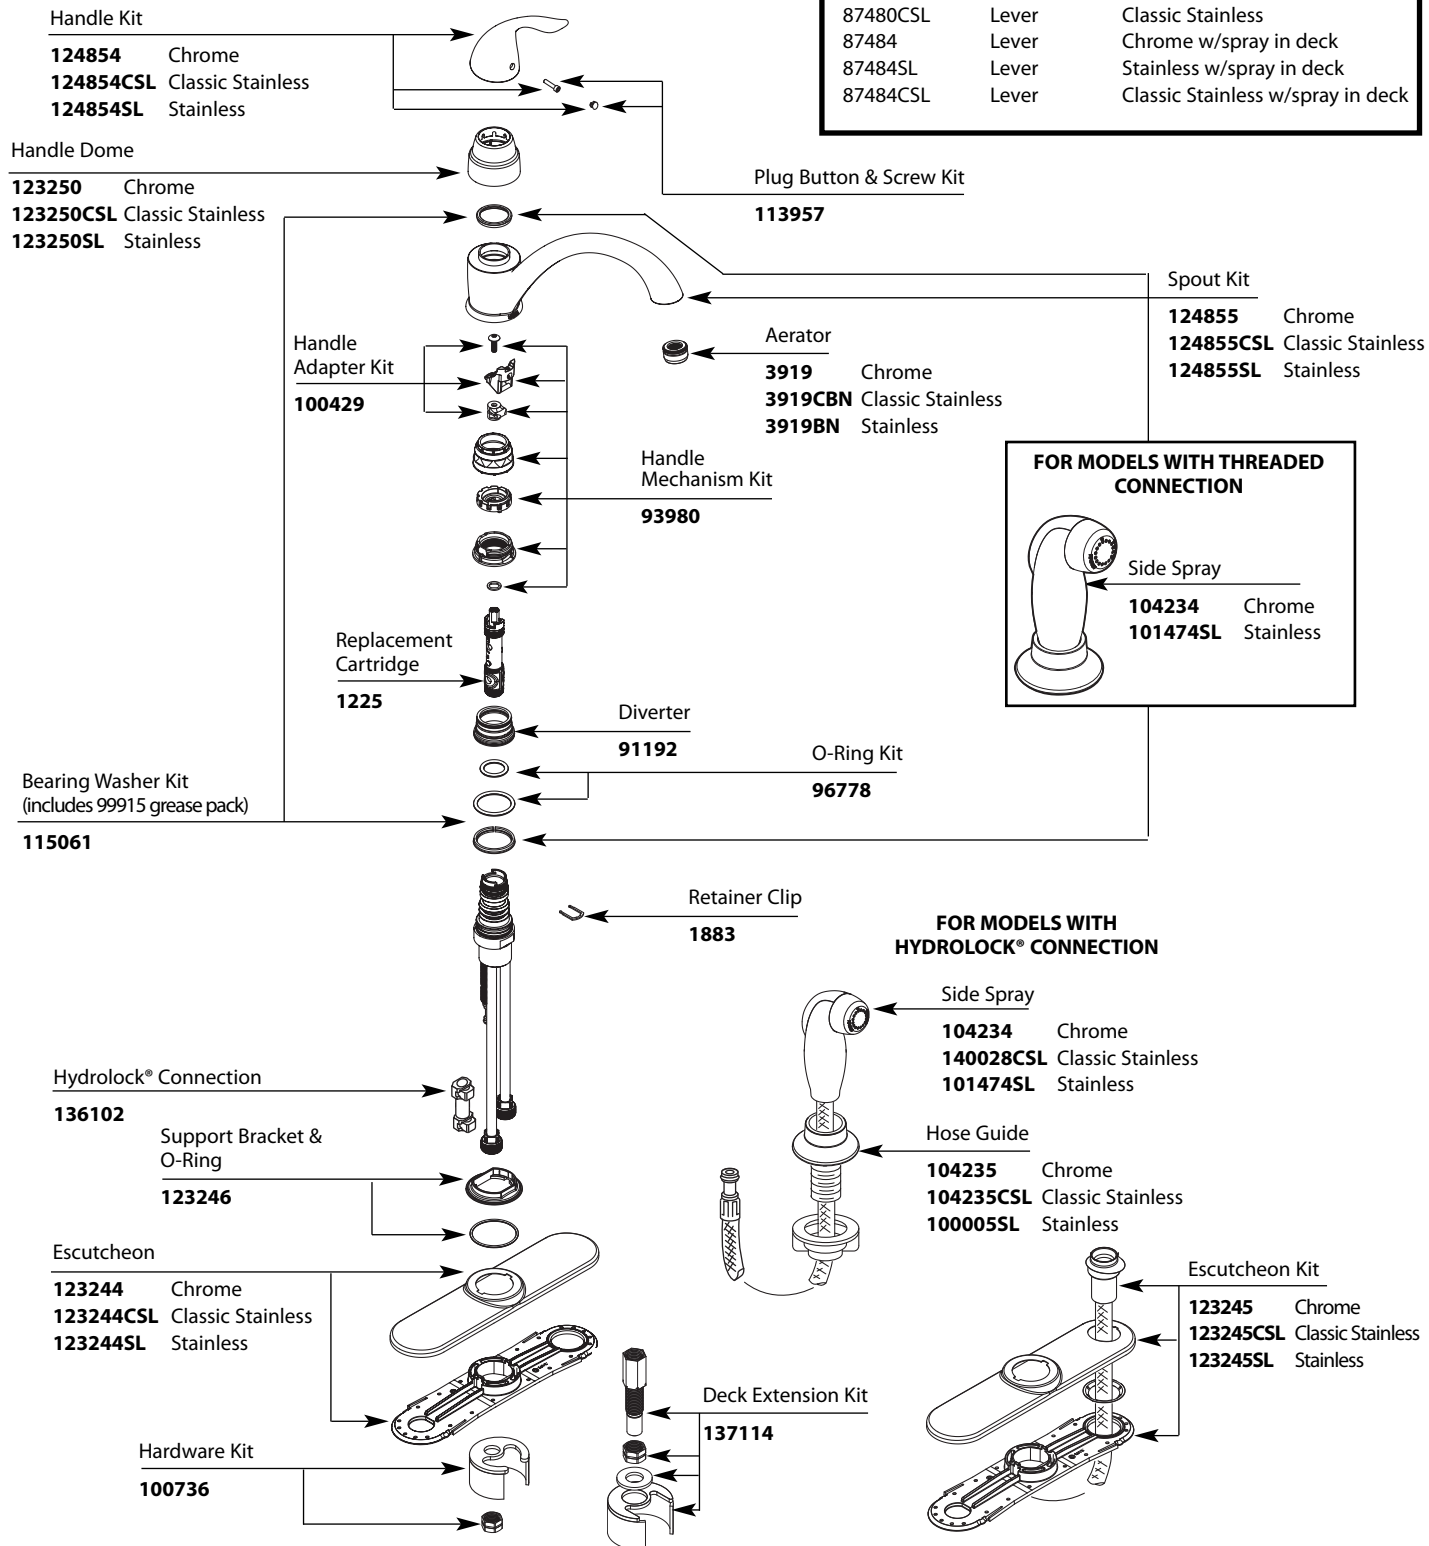 Handle Kit
124854 Chrome
124854CSL Classic Stainless
124854SL Stainless
87480CSL Lever Classic Stainless
87484 Lever Chrome w/spray in deck
87484SL Lever Stainless w/spray in deck
87484CSL Lever Classic Stainless w/spray in deck
Handle Dome
123250 Chrome
123250CSL Classic Stainless
123250SL Stainless
Plug Button & Screw Kit
113957
Spout Kit
124855 Chrome
124855CSL Classic Stainless
124855SL Stainless
Handle
Adapter Kit
100429
Aerator
3919 Chrome
3919CBN Classic Stainless
3919BN Stainless
Handle
Mechanism Kit
93980
FOR MODELS WITH THREADED
CONNECTION
Side Spray
104234 Chrome
101474SL Stainless
Replacement
Cartridge
1225
Diverter
91192
O-Ring Kit
96778
Bearing Washer Kit
(includes 99915 grease pack)
115061
Retainer Clip
1883
FOR MODELS WITH
HYDROLOCK® CONNECTION
Side Spray
104234 Chrome
140028CSL Classic Stainless
101474SL Stainless
Hydrolock® Connection
136102
Support Bracket &
O-Ring
123246
Hose Guide
104235 Chrome
104235CSL Classic Stainless
100005SL Stainless
Escutcheon
123244 Chrome
123244CSL Classic Stainless
123244SL Stainless
Escutcheon Kit
123245 Chrome
123245CSL Classic Stainless
123245SL Stainless
Deck Extension Kit
137114
Hardware Kit
100736